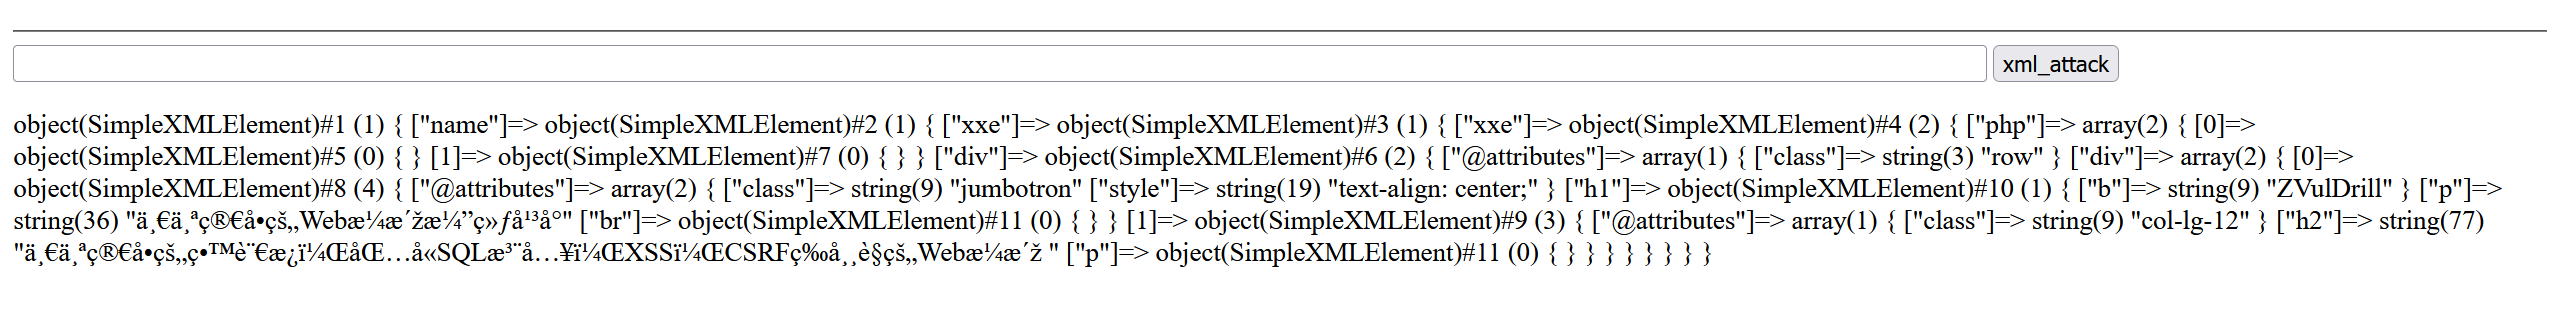 xml_attack
object(SimpleXMLElement)#1 (1) { ["name"]=> object(SimpleXMLElement)#2 (1) { ["xxe"]=> object(SimpleXMLElement)#3 (1) { ["xxe"]=> object(SimpleXMLElement)#4 (2) { ["php"]=> array(2) { [0]=>
object(SimpleXMLElement)#5 (0) { } [1]=> object(SimpleXMLElement)#7 (0) { } } ["div"]=> object(SimpleXMLElement)#6 (2) { ["@attributes"]=> array(1) { ["class"]=> string(3) "row" } ["div"]=> array(2) { [0]=>
object(SimpleXMLElement)#8 (4) { ["@attributes"]=> array(2) { ["class"]=> string(9) "jumbotron" ["style"]=> string(19) "text-align: center;" } ["h1"]=> object(SimpleXMLElement)#10 (1) { ["b"]=> string(9) "ZVulDrill" } ["p"]=>
string(36) "ä¸€ä¸ªç®€å•çš„Webæ¼æ´žæ¼”ç»ƒå¹³å°" ["br"]=> object(SimpleXMLElement)#11 (0) { } } [1]=> object(SimpleXMLElement)#9 (3) { ["@attributes"]=> array(1) { ["class"]=> string(9) "col-lg-12" } ["h2"]=> string(77)
"ä¸€ä¸ªç®€å•çš„ç•™è¨€æ¿ï¼ŒåŒ…å«SQLæ³¨å…¥ï¼ŒXSSï¼ŒCSRFç‰å¸¸è§çš„Webæ¼æ´ž " ["p"]=> object(SimpleXMLElement)#11 (0) { } } } } } } } }